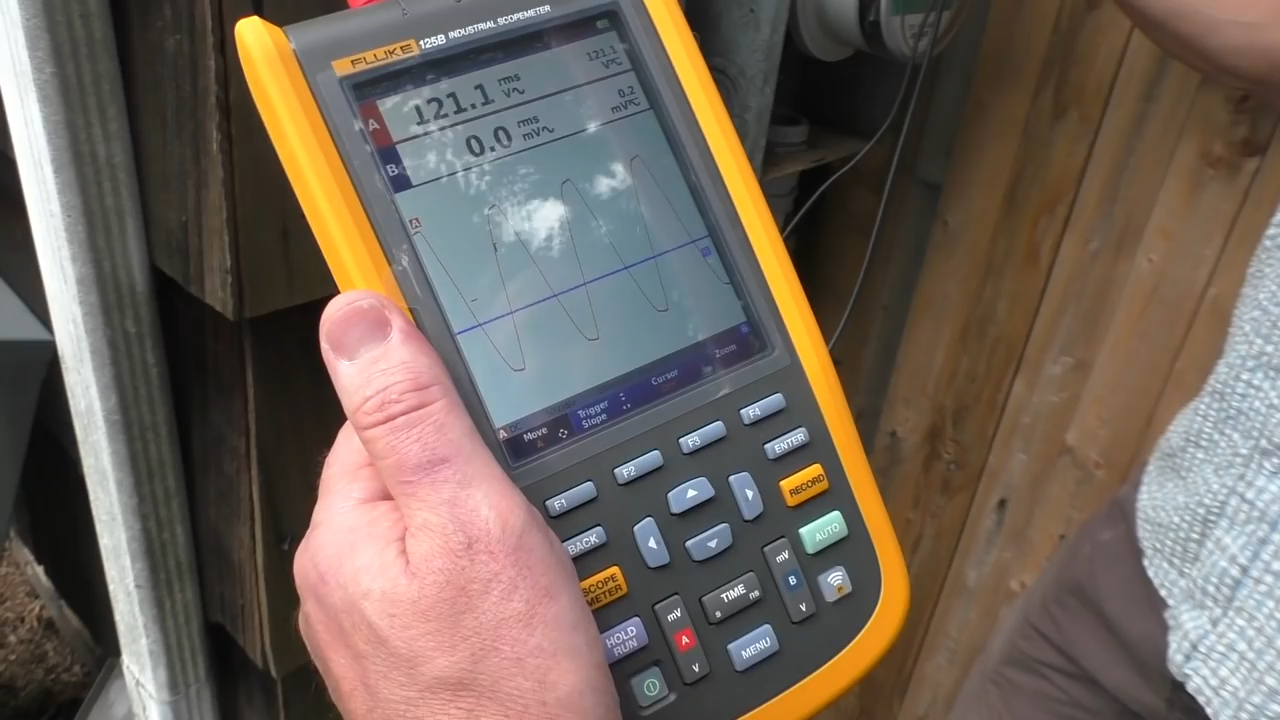 FLUKE 125B INDUSTRIAL SCOPEMETER
A 121.1 rms V~ 121.1
B 0.0 rms mV~ 0.2
A
B
Move
Trigger Slope
Cursor
Zoom
F1 F2 F3 F4
ENTER
BACK
RECORD
SCOPE METER
AUTO
HOLD RUN
mV A V
s TIME ns
mV B V
MENU